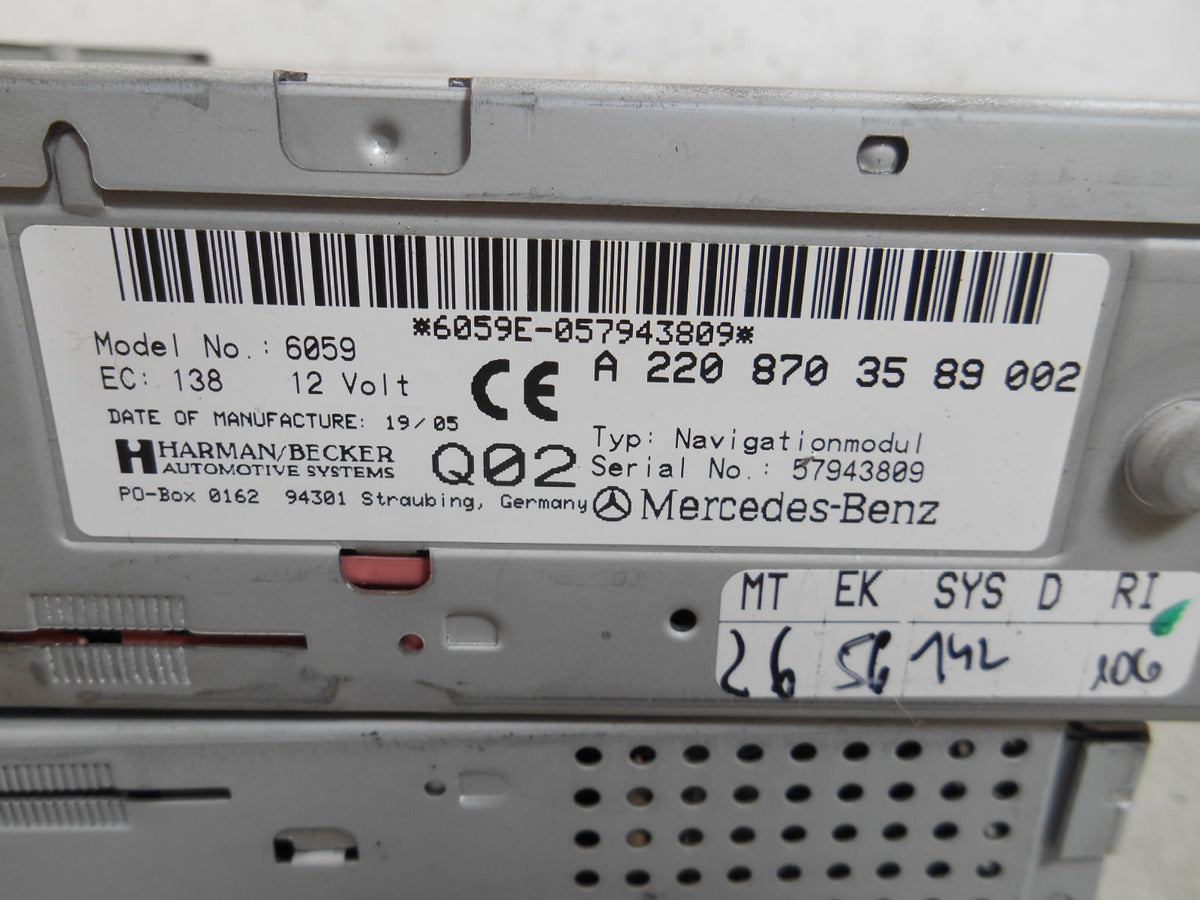 *6059E-057943809*
Model No.: 6059
A 220 870 35 89 002
EC: 138 12 Volt
CE
DATE OF MANUFACTURE: 19/05
HARMAN/BECKER
AUTOMOTIVE SYSTEMS
Q02
Typ: Navigationmodul
Serial No.: 57943809
PO-Box 0162 94301 Straubing, Germany
Mercedes-Benz
MT EK SYS D RI
26 56 142 106